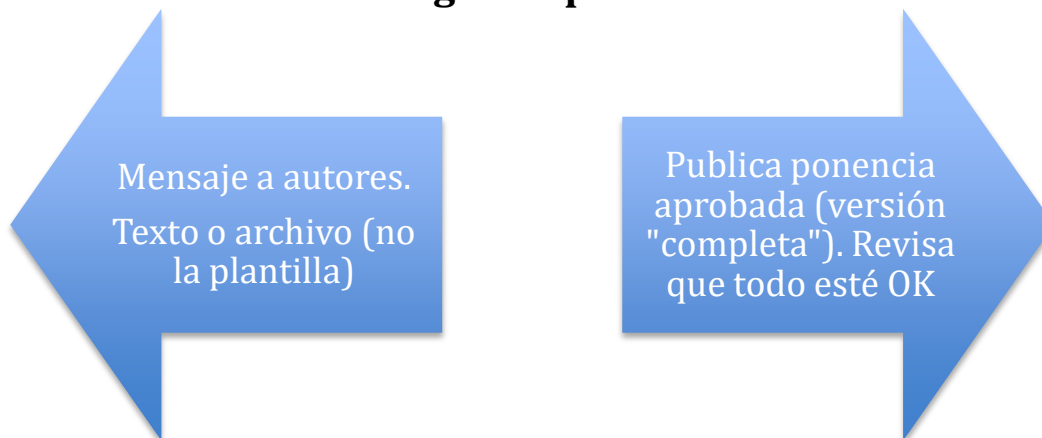 Mensaje a autores.
Texto o archivo (no
la plantilla)
Publica ponencia
aprobada (versión
"completa"). Revisa
que todo esté OK